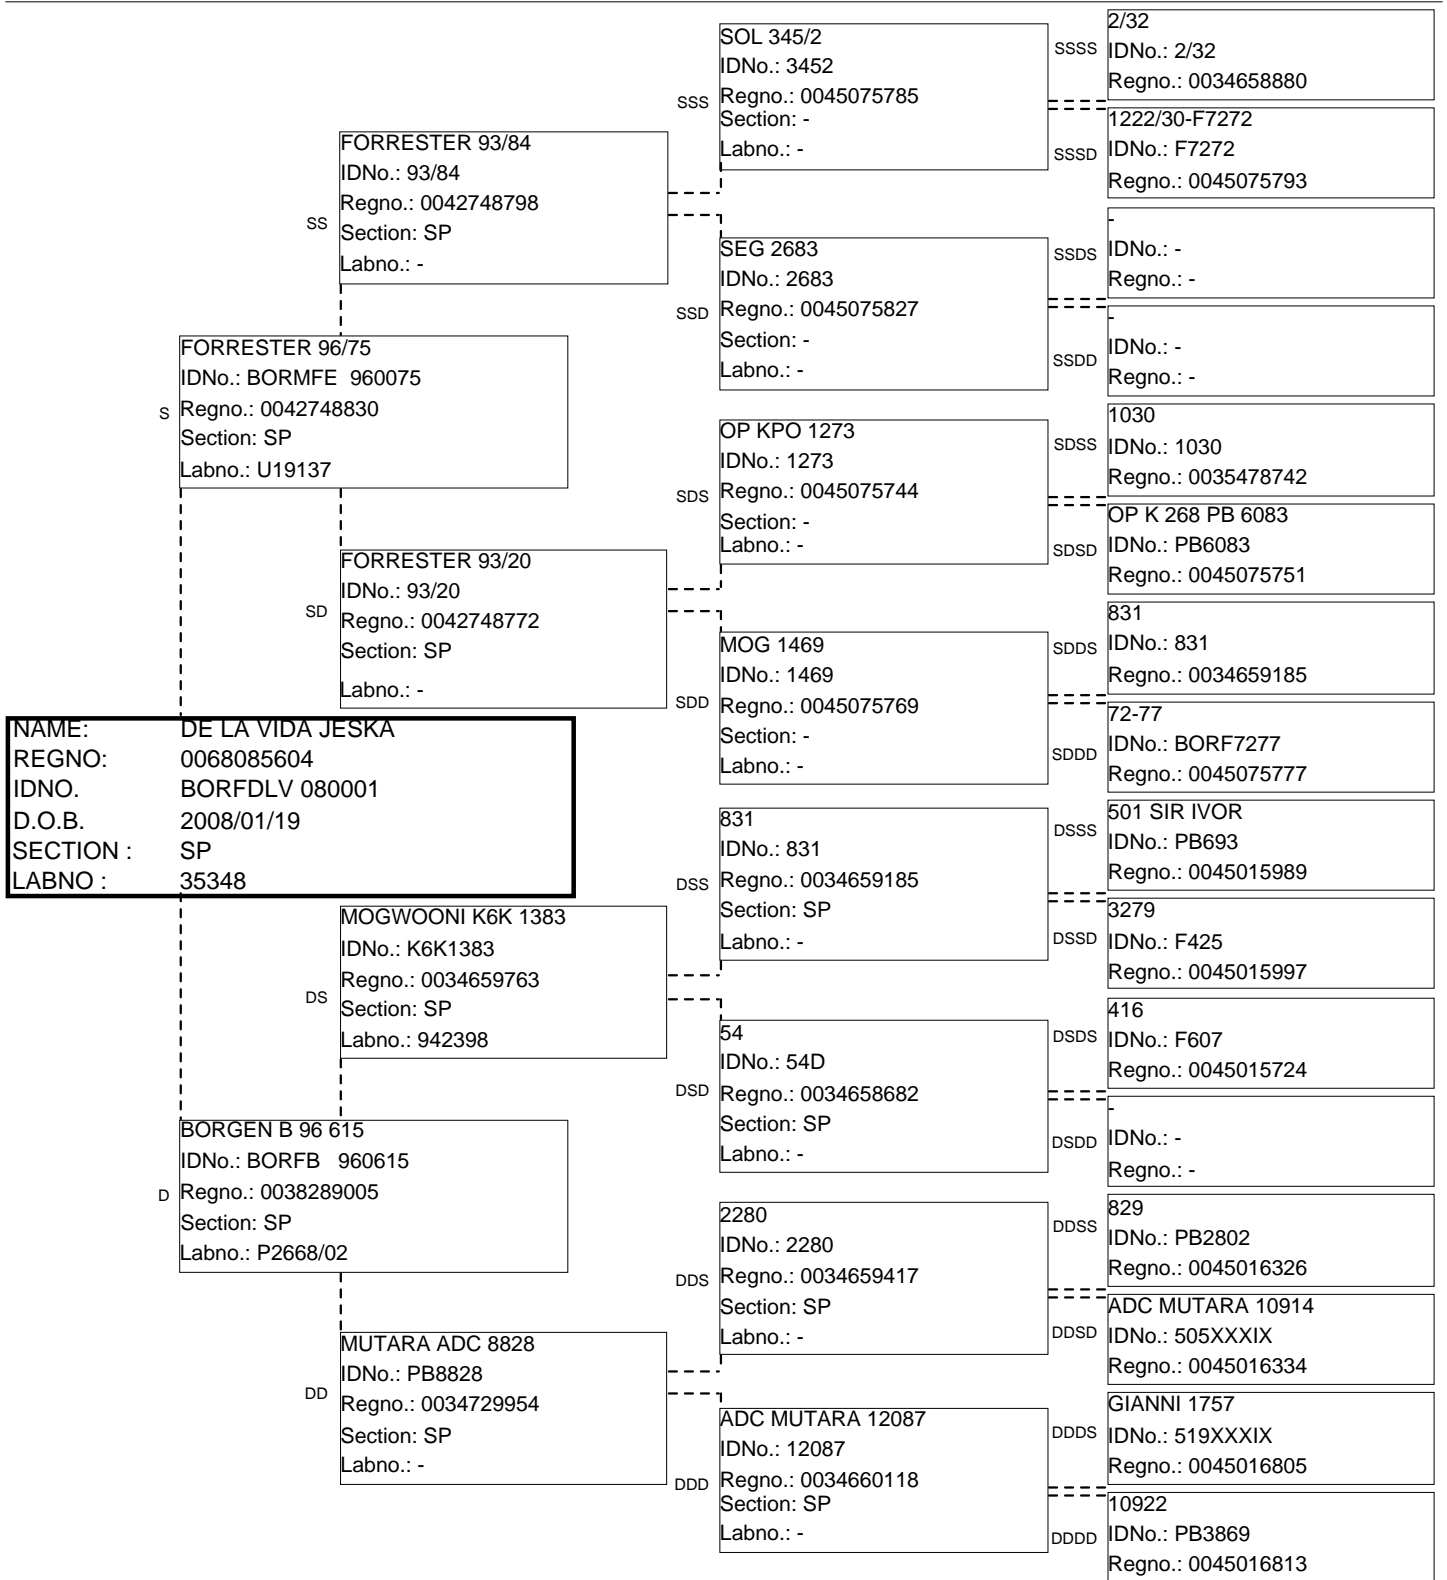 SOL 345/2
IDNo.: 3452
SSS Regno.: 0045075785
Section: -
Labno.: -
2/32
SSSS IDNo.: 2/32
Regno.: 0034658880
1222/30-F7272
SSSD IDNo.: F7272
Regno.: 0045075793
FORRESTER 93/84
IDNo.: 93/84
Regno.: 0042748798
SS Section: SP
Labno.: -
SEG 2683
IDNo.: 2683
SSD Regno.: 0045075827
Section: -
Labno.: -
-
SSDS IDNo.: -
Regno.: -
-
SSDD IDNo.: -
Regno.: -
FORRESTER 96/75
IDNo.: BORMFE 960075
S Regno.: 0042748830
Section: SP
Labno.: U19137
OP KPO 1273
IDNo.: 1273
SDS Regno.: 0045075744
Section: -
Labno.: -
1030
SDSS IDNo.: 1030
Regno.: 0035478742
OP K 268 PB 6083
SDSD IDNo.: PB6083
Regno.: 0045075751
FORRESTER 93/20
IDNo.: 93/20
SD Regno.: 0042748772
Section: SP
Labno.: -
MOG 1469
IDNo.: 1469
SDD Regno.: 0045075769
Section: -
Labno.: -
831
SDDS IDNo.: 831
Regno.: 0034659185
72-77
SDDD IDNo.: BORF7277
Regno.: 0045075777
NAME: DE LA VIDA JESKA
REGNO: 0068085604
IDNO. BORFDLV 080001
D.O.B. 2008/01/19
SECTION : SP
LABNO : 35348
831
IDNo.: 831
DSS Regno.: 0034659185
Section: SP
Labno.: -
501 SIR IVOR
DSSS IDNo.: PB693
Regno.: 0045015989
3279
DSSD IDNo.: F425
Regno.: 0045015997
MOGWOONI K6K 1383
IDNo.: K6K1383
Regno.: 0034659763
DS Section: SP
Labno.: 942398
54
IDNo.: 54D
DSD Regno.: 0034658682
Section: SP
Labno.: -
416
DSDS IDNo.: F607
Regno.: 0045015724
-
DSDD IDNo.: -
Regno.: -
BORGEN B 96 615
IDNo.: BORFB 960615
D Regno.: 0038289005
Section: SP
Labno.: P2668/02
2280
IDNo.: 2280
DDS Regno.: 0034659417
Section: SP
Labno.: -
829
DDSS IDNo.: PB2802
Regno.: 0045016326
ADC MUTARA 10914
DDSD IDNo.: 505XXXIX
Regno.: 0045016334
MUTARA ADC 8828
IDNo.: PB8828
DD Regno.: 0034729954
Section: SP
Labno.: -
ADC MUTARA 12087
IDNo.: 12087
DDD Regno.: 0034660118
Section: SP
Labno.: -
GIANNI 1757
DDDS IDNo.: 519XXXIX
Regno.: 0045016805
10922
DDDD IDNo.: PB3869
Regno.: 0045016813